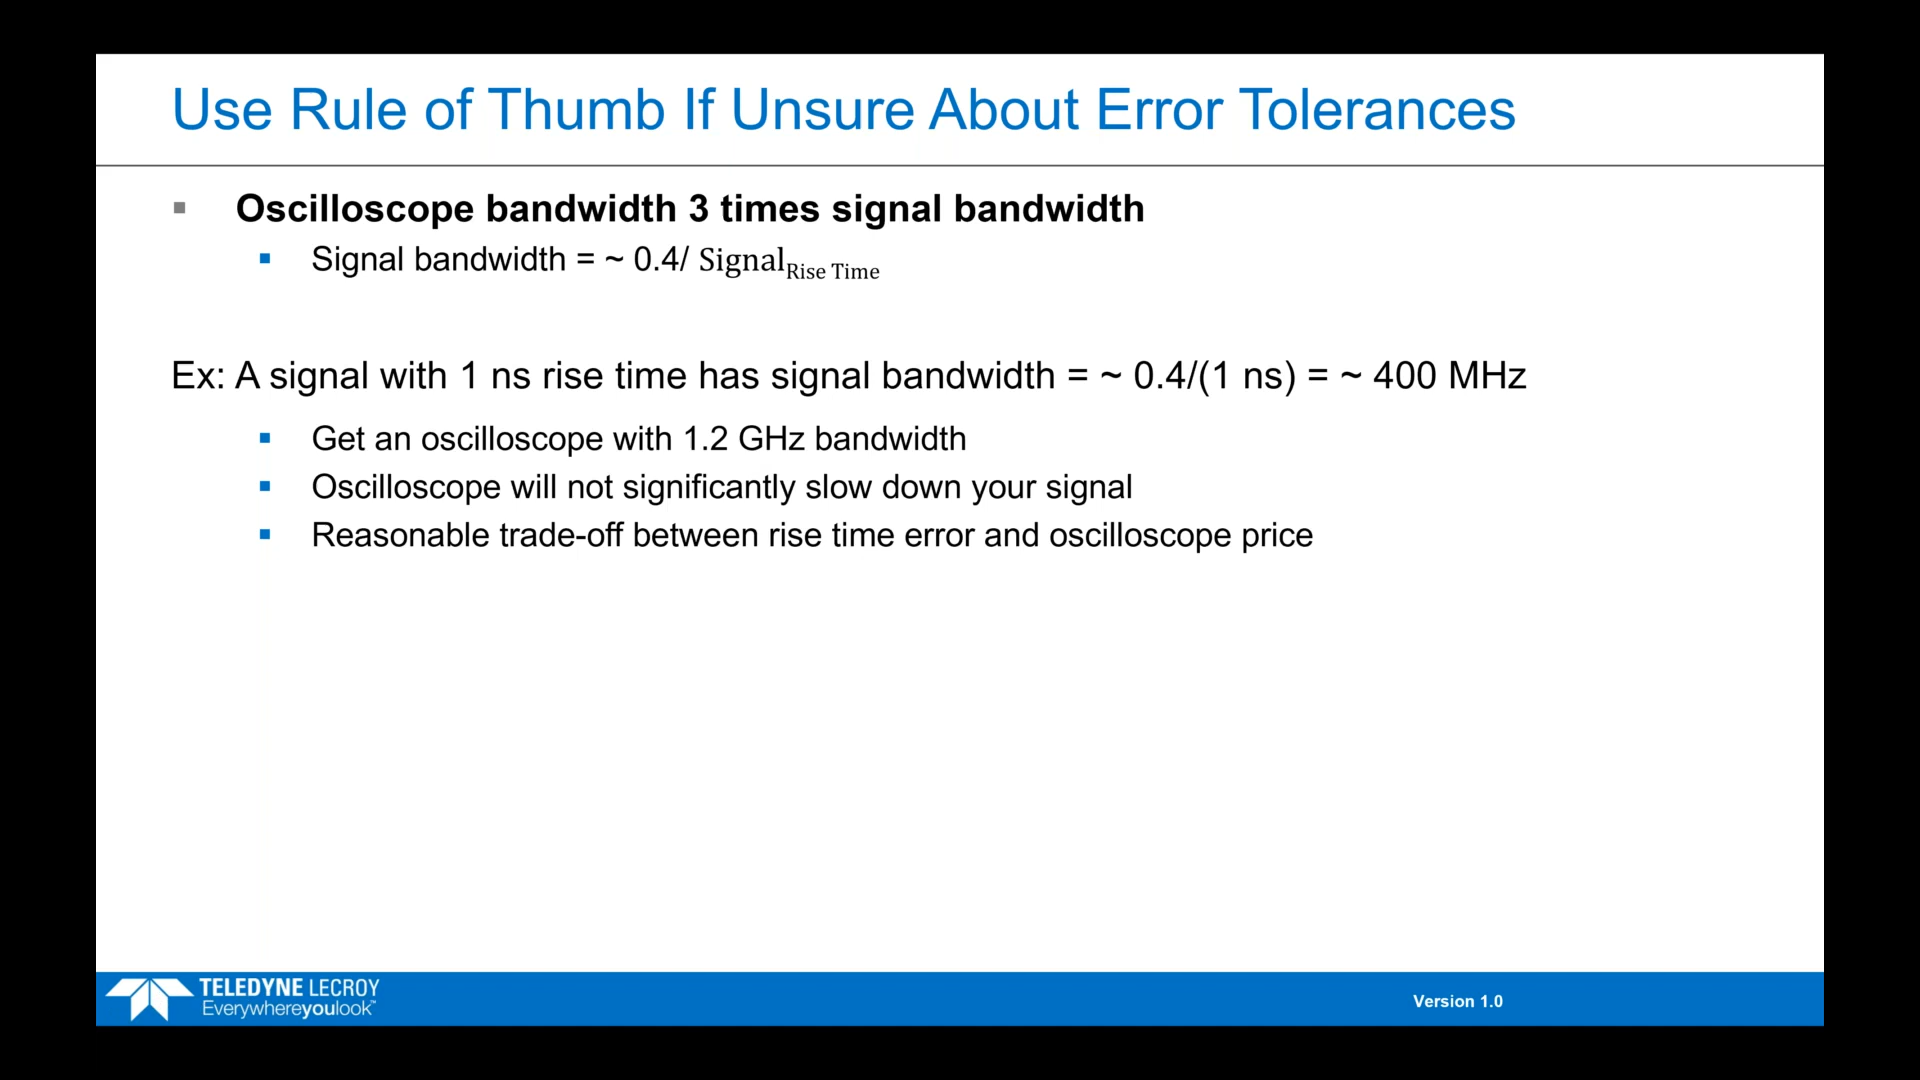 Use Rule of Thumb If Unsure About Error Tolerances
▪ Oscilloscope bandwidth 3 times signal bandwidth
▪ Signal bandwidth = ~ 0.4/ Signal Rise Time
Ex: A signal with 1 ns rise time has signal bandwidth = ~ 0.4/(1 ns) = ~ 400 MHz
▪ Get an oscilloscope with 1.2 GHz bandwidth
▪ Oscilloscope will not significantly slow down your signal
▪ Reasonable trade-off between rise time error and oscilloscope price
TELEDYNE LECROY
Everywhereyoulook™
Version 1.0